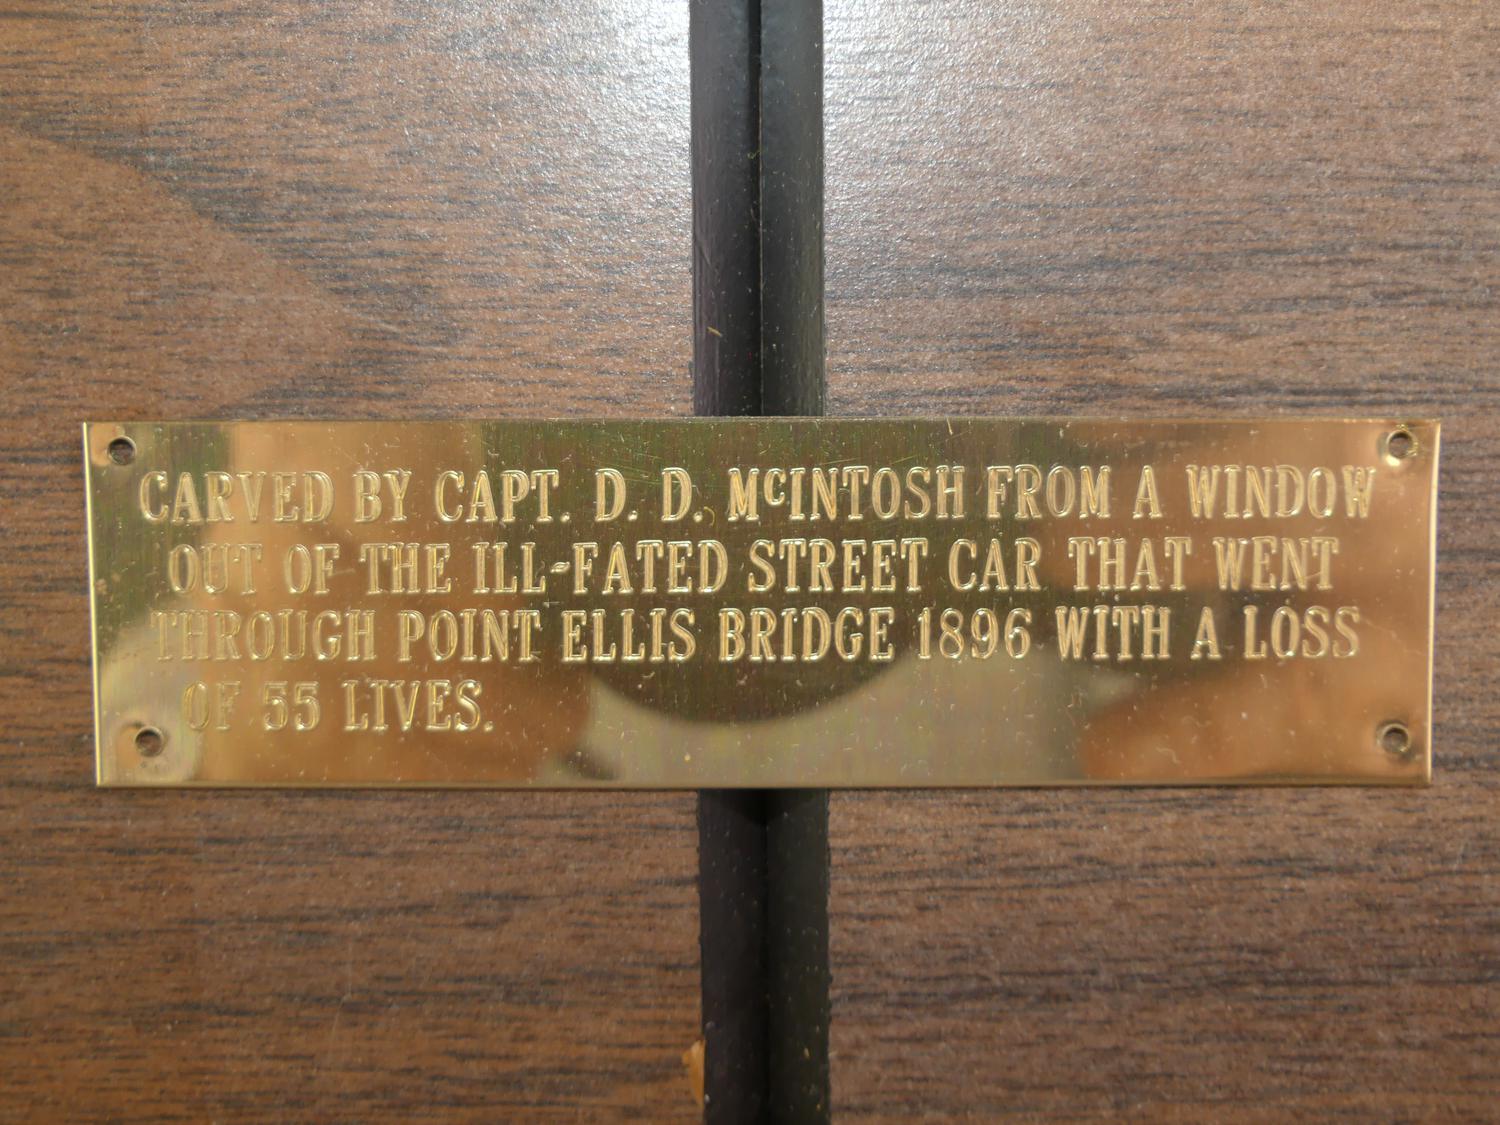 CARVED BY CAPT. D. D. McINTOSH FROM A WINDOW
OUT OF THE ILL-FATED STREET CAR THAT WENT
THROUGH POINT ELLIS BRIDGE 1896 WITH A LOSS
OF 55 LIVES.